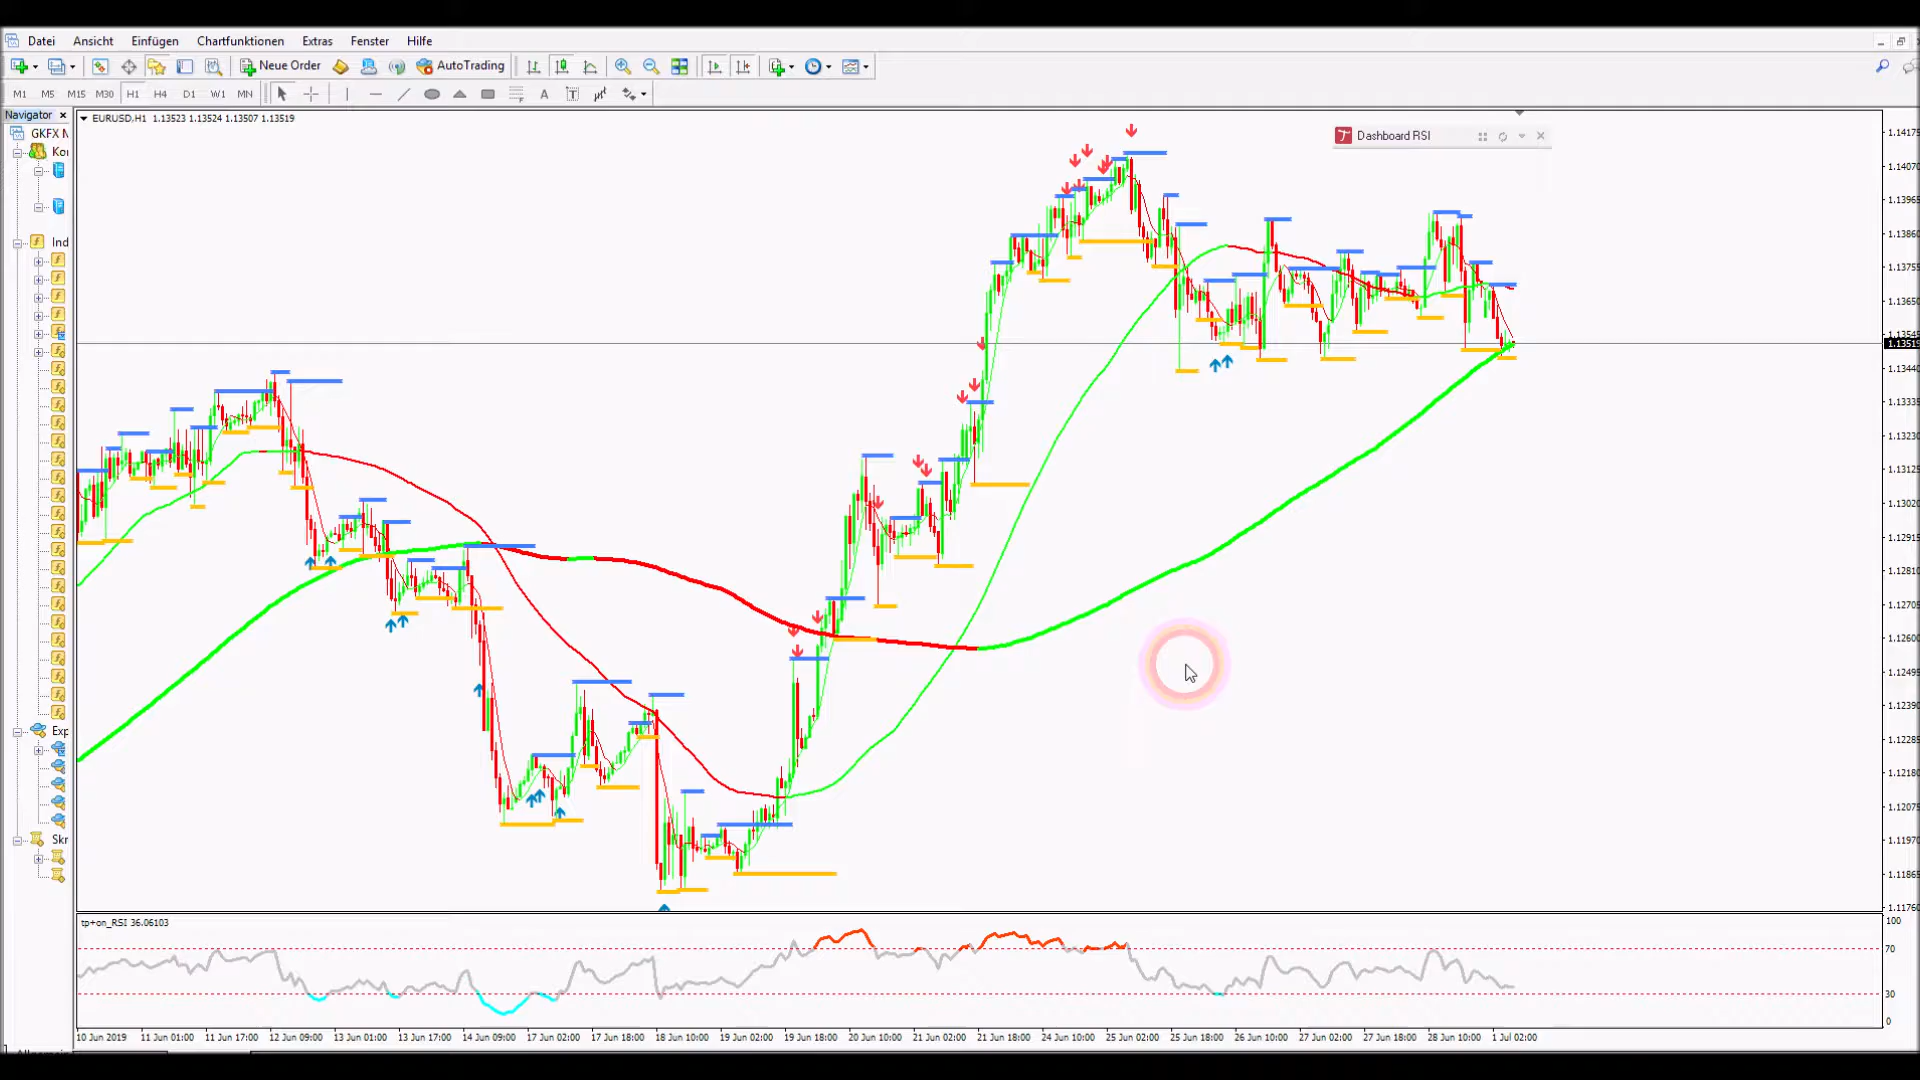 Datei Ansicht Einfügen Chartfunktionen Extras Fenster Hilfe
Neue Order AutoTrading
M1 M5 M15 M30 H1 H4 D1 W1 MN A T
Navigator ×
GKFX
Ko
Ind
Exp
Skr
EURUSD,H1 1.13523 1.13524 1.13507 1.13519
Dashboard RSI
1.14175
1.14070
1.13965
1.13860
1.13755
1.13650
1.13545
1.13519
1.13440
1.13335
1.13230
1.13125
1.13020
1.12915
1.12810
1.12705
1.12600
1.12495
1.12390
1.12285
1.12180
1.12075
1.11970
1.11865
1.11760
tp+on_RSI 36.06103
100
70
30
0
10 Jun 2019 11 Jun 01:00 11 Jun 17:00 12 Jun 09:00 13 Jun 01:00 13 Jun 17:00 14 Jun 09:00 17 Jun 02:00 17 Jun 18:00 18 Jun 10:00 19 Jun 02:00 19 Jun 18:00 20 Jun 10:00 21 Jun 02:00 21 Jun 18:00 24 Jun 10:00 25 Jun 02:00 25 Jun 18:00 26 Jun 10:00 27 Jun 02:00 27 Jun 18:00 28 Jun 10:00 1 Jul 02:00